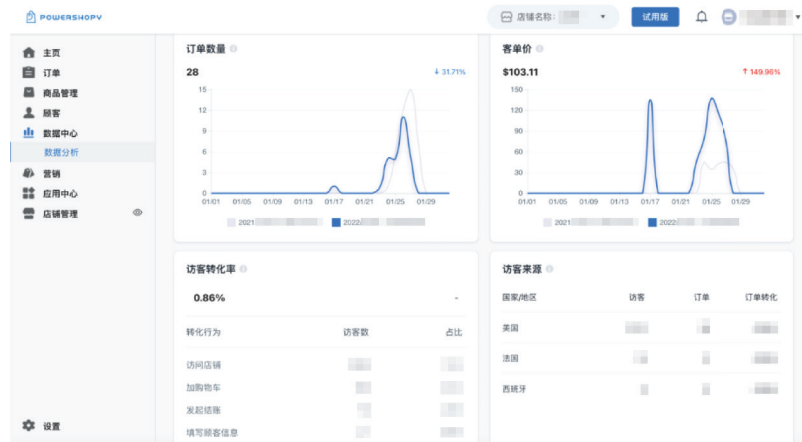 POWERSHOPY
店铺名称:
试用版
主页
订单
商品管理
顾客
数据中心
数据分析
营销
应用中心
店铺管理
设置
订单数量
28
↓ 31.71%
15
12
9
6
3
0
01/01 01/05 01/09 01/13 01/17 01/21 01/25 01/29
2021
2022
客单价
$103.11
↑ 149.96%
150
120
90
60
30
0
01/01 01/05 01/09 01/13 01/17 01/21 01/25 01/29
2021
2022
访客转化率
0.86%
-
转化行为 访客数 占比
访问店铺
加购物车
发起结账
填写顾客信息
访客来源
国家/地区 访客 订单 订单转化
美国
法国
西班牙